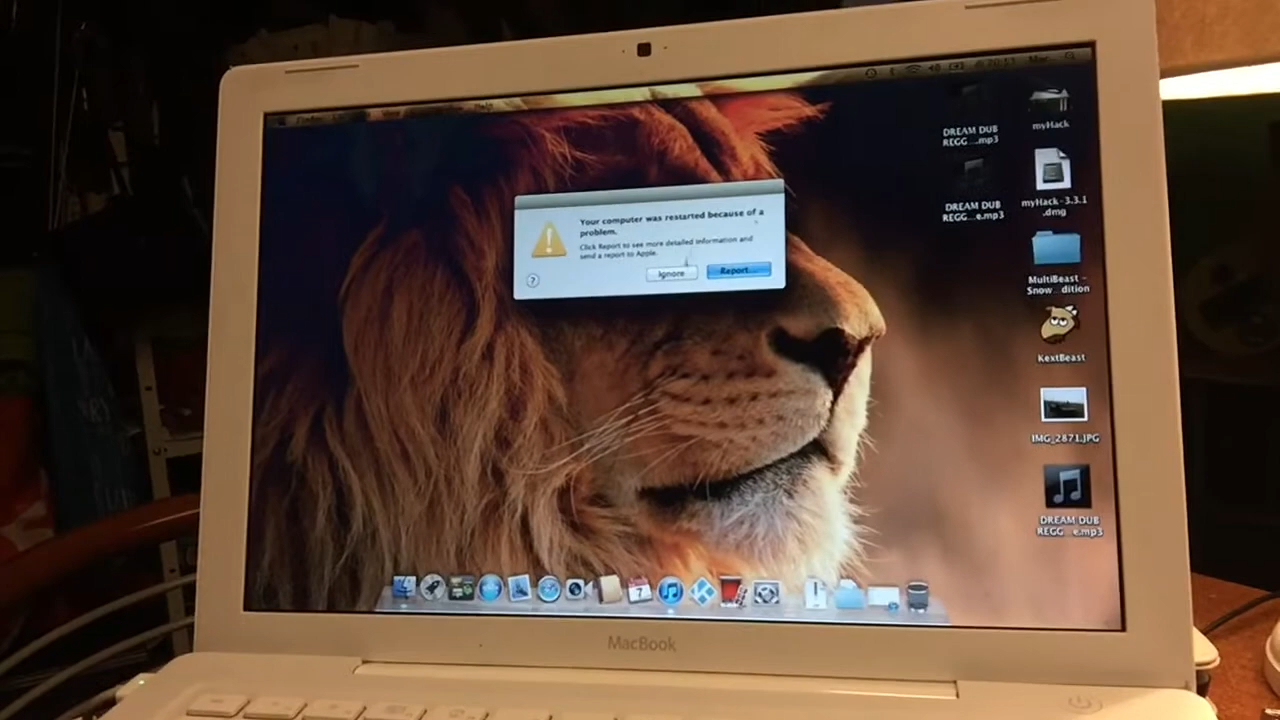 Help
DREAM DUB
REGG ....mp3
DREAM DUB
REGG...e.mp3
myHack
myHack-3.3.1
.dmg
MultiBeast -
Snow ...dition
KextBeast
IMG_2871.JPG
DREAM DUB
REGG...e.mp3
Your computer was restarted because of a
problem.
Click Report to see more detailed information and
send a report to Apple.
?
Ignore
Report...
7
MacBook